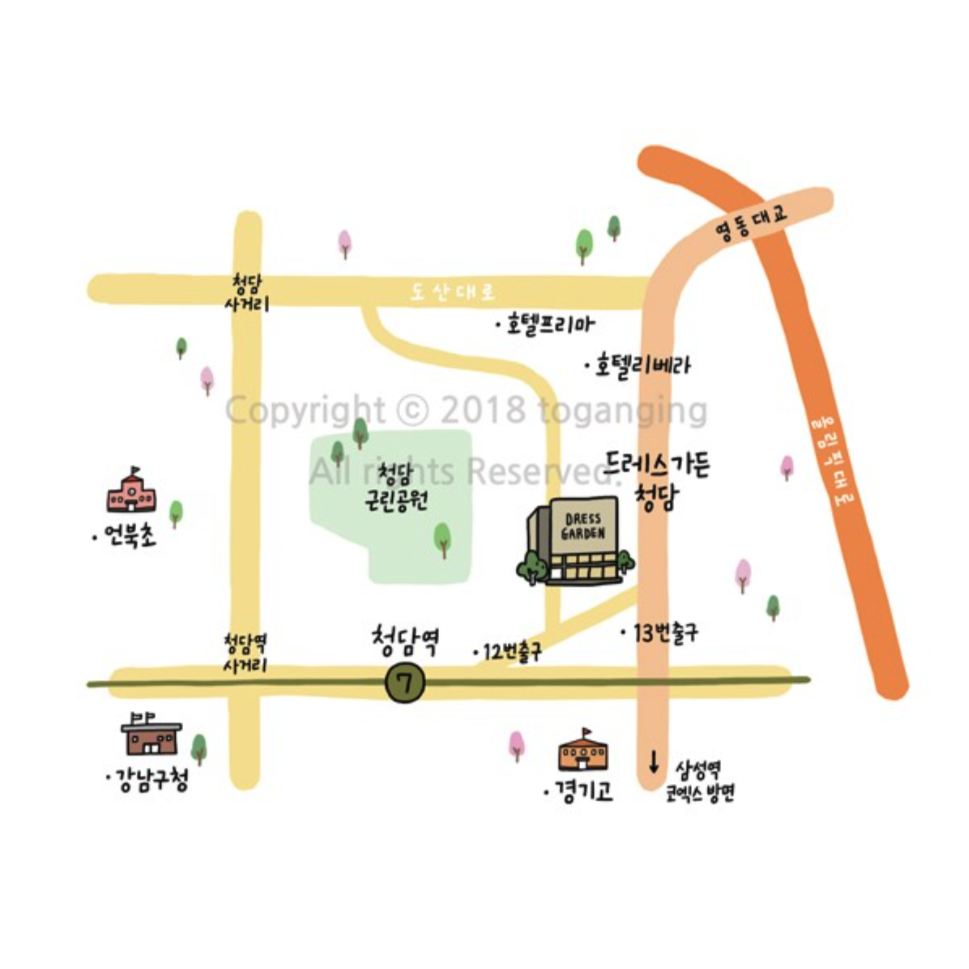 영동대교
청담
사거리
도산대로
호텔프리마
호텔리베라
Copyright © 2018 toganging
올림픽대로
드레스가든
청담
All rights Reserved.
청담
근린공원
DRESS
GARDEN
언북초
청담역
사거리
청담역
12번출구
13번출구
7
강남구청
경기고
↓ 삼성역
코엑스 방면